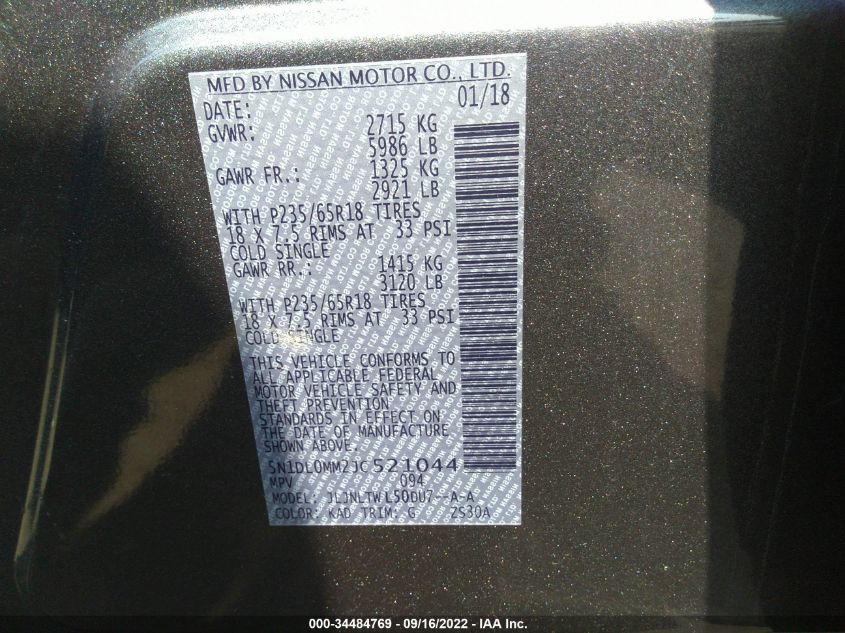 MFD BY NISSAN MOTOR CO., LTD.
DATE: 01/18
GVWR: 2715 KG
5986 LB
GAWR FR.: 1325 KG
2921 LB
WITH P235/65R18 TIRES
18 X 7.5 RIMS AT 33 PSI
COLD SINGLE
GAWR RR.: 1415 KG
3120 LB
WITH P235/65R18 TIRES
18 X 7.5 RIMS AT 33 PSI
COLD SINGLE
THIS VEHICLE CONFORMS TO
ALL APPLICABLE FEDERAL
MOTOR VEHICLE SAFETY AND
THEFT PREVENTION
STANDARDS IN EFFECT ON
THE DATE OF MANUFACTURE
SHOWN ABOVE.
5N1DL0MM2JC521044
MPV 094
MODEL: JLJNLTWL50DU7--A-A
COLOR: KAD TRIM: G 2S30A
000-34484769 - 09/16/2022 - IAA Inc.